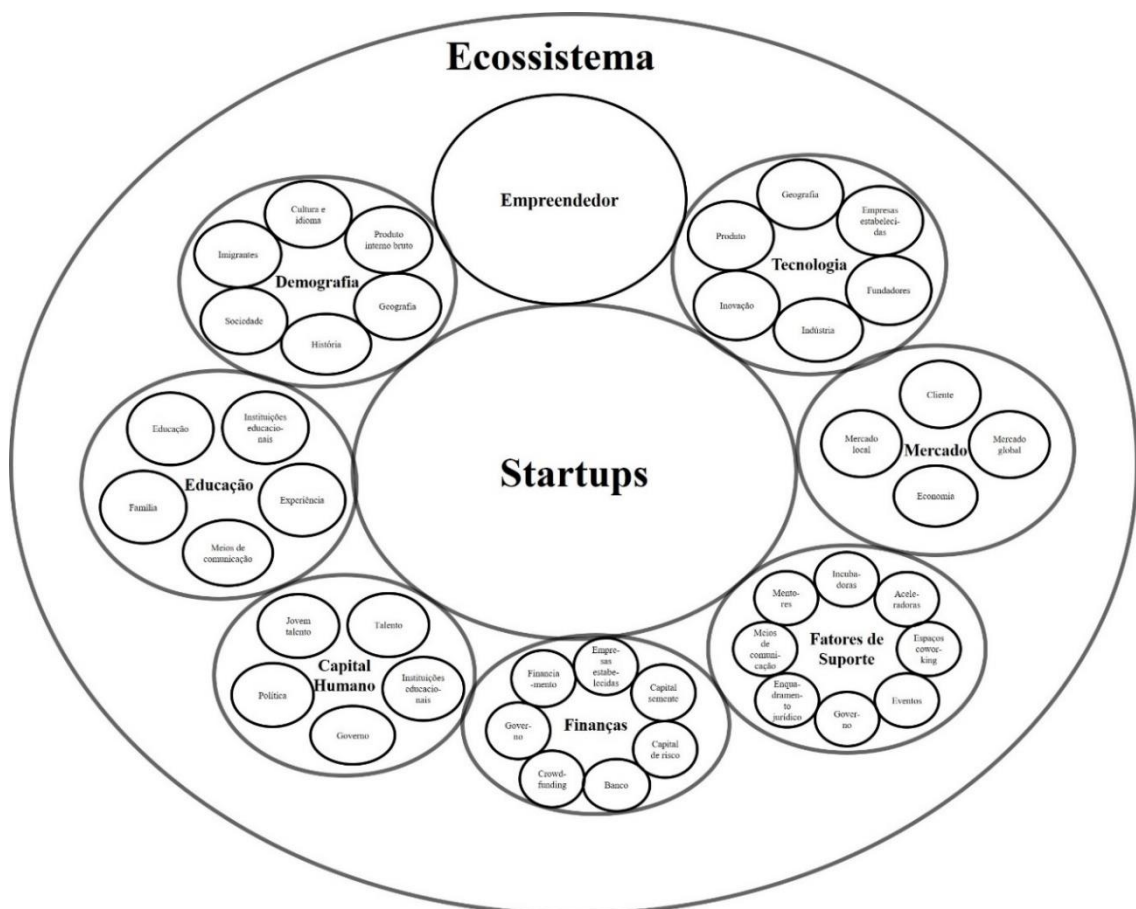 Ecossistema
Empreendedor
Cultura e
idioma
Produto
interno bruto
Imigrantes
Demografia
Geografia
Sociedade
História
Geografia
Empresas
estabeleci-
das
Produto
Tecnologia
Fundadores
Inovação
Indústria
Educação
Instituições
educacio-
nais
Educação
Família
Experiência
Meios de
comunicação
Startups
Cliente
Mercado
local
Mercado
Mercado
global
Economia
Jovem
talento
Talento
Capital
Humano
Política
Instituições
educacio-
nais
Governo
Empre-
sas
estabe-
lecidas
Financia
-mento
Capital
semente
Gover-
no
Finanças
Capital
de risco
Crowd-
funding
Banco
Incuba-
doras
Mento-
res
Acele-
radoras
Meios
de
comuni-
cação
Fatores de
Suporte
Espaços
cowor-
king
Enqua-
dramento
jurídico
Gover-
no
Eventos